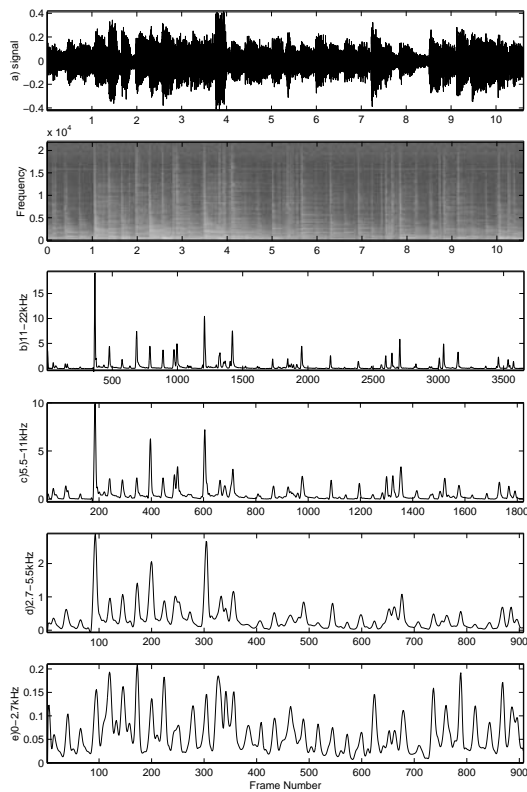 0.4
0.2
0
−0.2
−0.4
a) signal
1 2 3 4 5 6 7 8 9 10
x 10^4
2
1.5
1
0.5
0
Frequency
0 1 2 3 4 5 6 7 8 9 10
15
10
5
0
b)11−22kHz
500 1000 1500 2000 2500 3000 3500
10
5
0
c)5.5−11kHz
200 400 600 800 1000 1200 1400 1600 1800
2
1
0
d)2.7−5.5kHz
100 200 300 400 500 600 700 800 900
0.2
0.15
0.1
0.05
0
e)0−2.7kHz
100 200 300 400 500 600 700 800 900
Frame Number